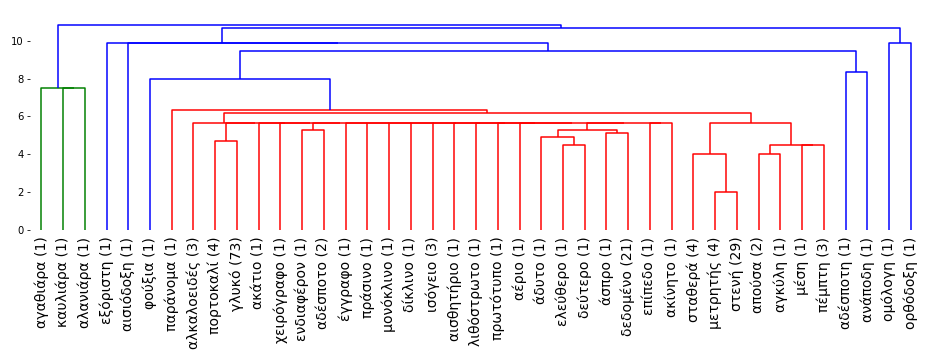 10
8
6
4
2
0
αγαθιάρα (1)
καυλιάρα (1)
αλανιάρα (1)
εξόριστη (1)
αισιόδοξη (1)
φούξια (1)
παράνομα (1)
αλκαλοειδές (3)
πορτοκαλί (4)
γλυκό (73)
ακάτιο (1)
χειρόγραφο (1)
ενδιαφέρον (1)
αδέσποτο (2)
έγγραφο (1)
πράσινο (1)
μονόκλινο (1)
δίκλινο (1)
ισόγειο (3)
αισθητήριο (1)
λιθόστρωτο (1)
πρωτότυπο (1)
αέριο (1)
άδυτο (1)
ελεύθερο (1)
δεύτερο (1)
άσπρο (1)
δεδομένο (21)
επίπεδο (1)
ακίνητο (1)
σταθερά (4)
μετρητής (4)
στενή (29)
απούσα (2)
αγκύλη (1)
μέση (1)
πέμπτη (3)
αδέσποτη (1)
ανάποδη (1)
ομόλογη (1)
ορθόδοξη (1)